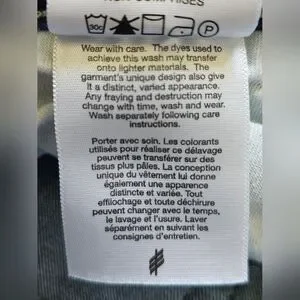 NON COMPRISES
30c
P
Wear with care. The dyes used to
achieve this wash may transfer
onto lighter materials. The
garment's unique design also give
it a distinct, varied appearance.
Any fraying and destruction may
change with time, wash and wear.
Wash separately following care
instructions.
Porter avec soin. Les colorants
utilisés pour réaliser ce délavage
peuvent se transférer sur des
tissus plus pâles. La conception
unique du vêtement lui donne
également une apparence
distincte et variée. Tout
effilochage et toute déchirure
peuvent changer avec le temps,
le lavage et l'usure. Laver
séparément en suivant les
consignes d'entretien.